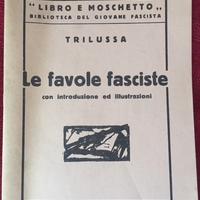 "LIBRO E MOSCHETTO"
BIBLIOTECA DEL GIOVANE FASCISTA
TRILUSSA
Le favole fasciste
con introduzione ed illustrazioni